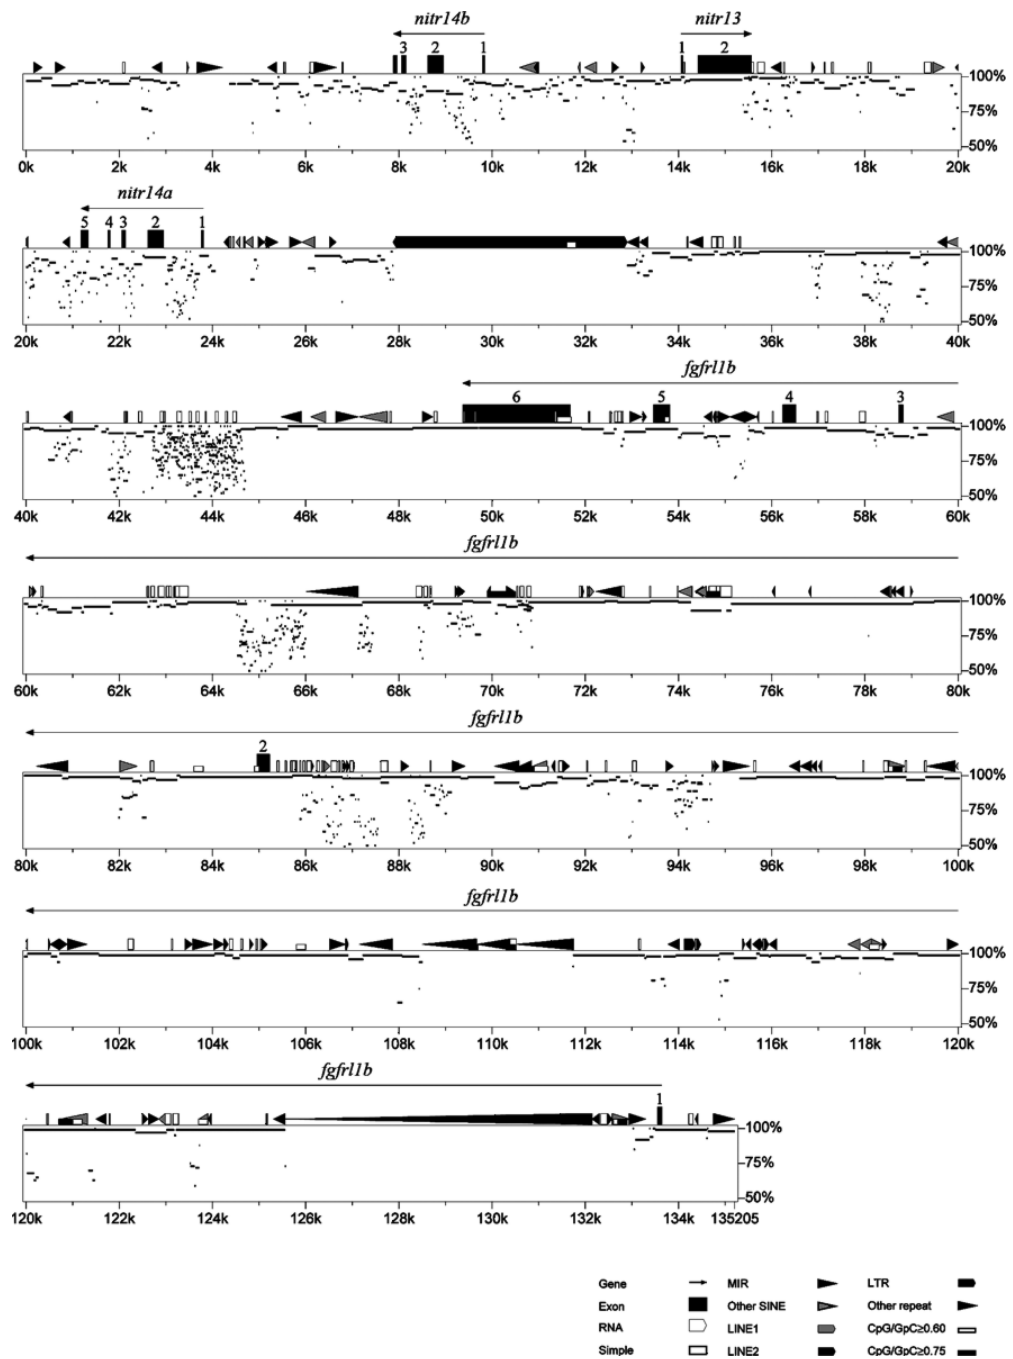 nitr14b nitr13
3 2 1 1 2
100%
75%
50%
0k 2k 4k 6k 8k 10k 12k 14k 16k 18k 20k
nitr14a
5 4 3 2 1
100%
75%
50%
20k 22k 24k 26k 28k 30k 32k 34k 36k 38k 40k
fgfrl1b
6 5 4 3
100%
75%
50%
40k 42k 44k 46k 48k 50k 52k 54k 56k 58k 60k
fgfrl1b
100%
75%
50%
60k 62k 64k 66k 68k 70k 72k 74k 76k 78k 80k
fgfrl1b
2
100%
75%
50%
80k 82k 84k 86k 88k 90k 92k 94k 96k 98k 100k
fgfrl1b
100%
75%
50%
100k 102k 104k 106k 108k 110k 112k 114k 116k 118k 120k
fgfrl1b
1
100%
75%
50%
120k 122k 124k 126k 128k 130k 132k 134k 135205
Gene MIR LTR
Exon Other SINE Other repeat
RNA LINE1 CpG/GpC≥0.60
Simple LINE2 CpG/GpC≥0.75